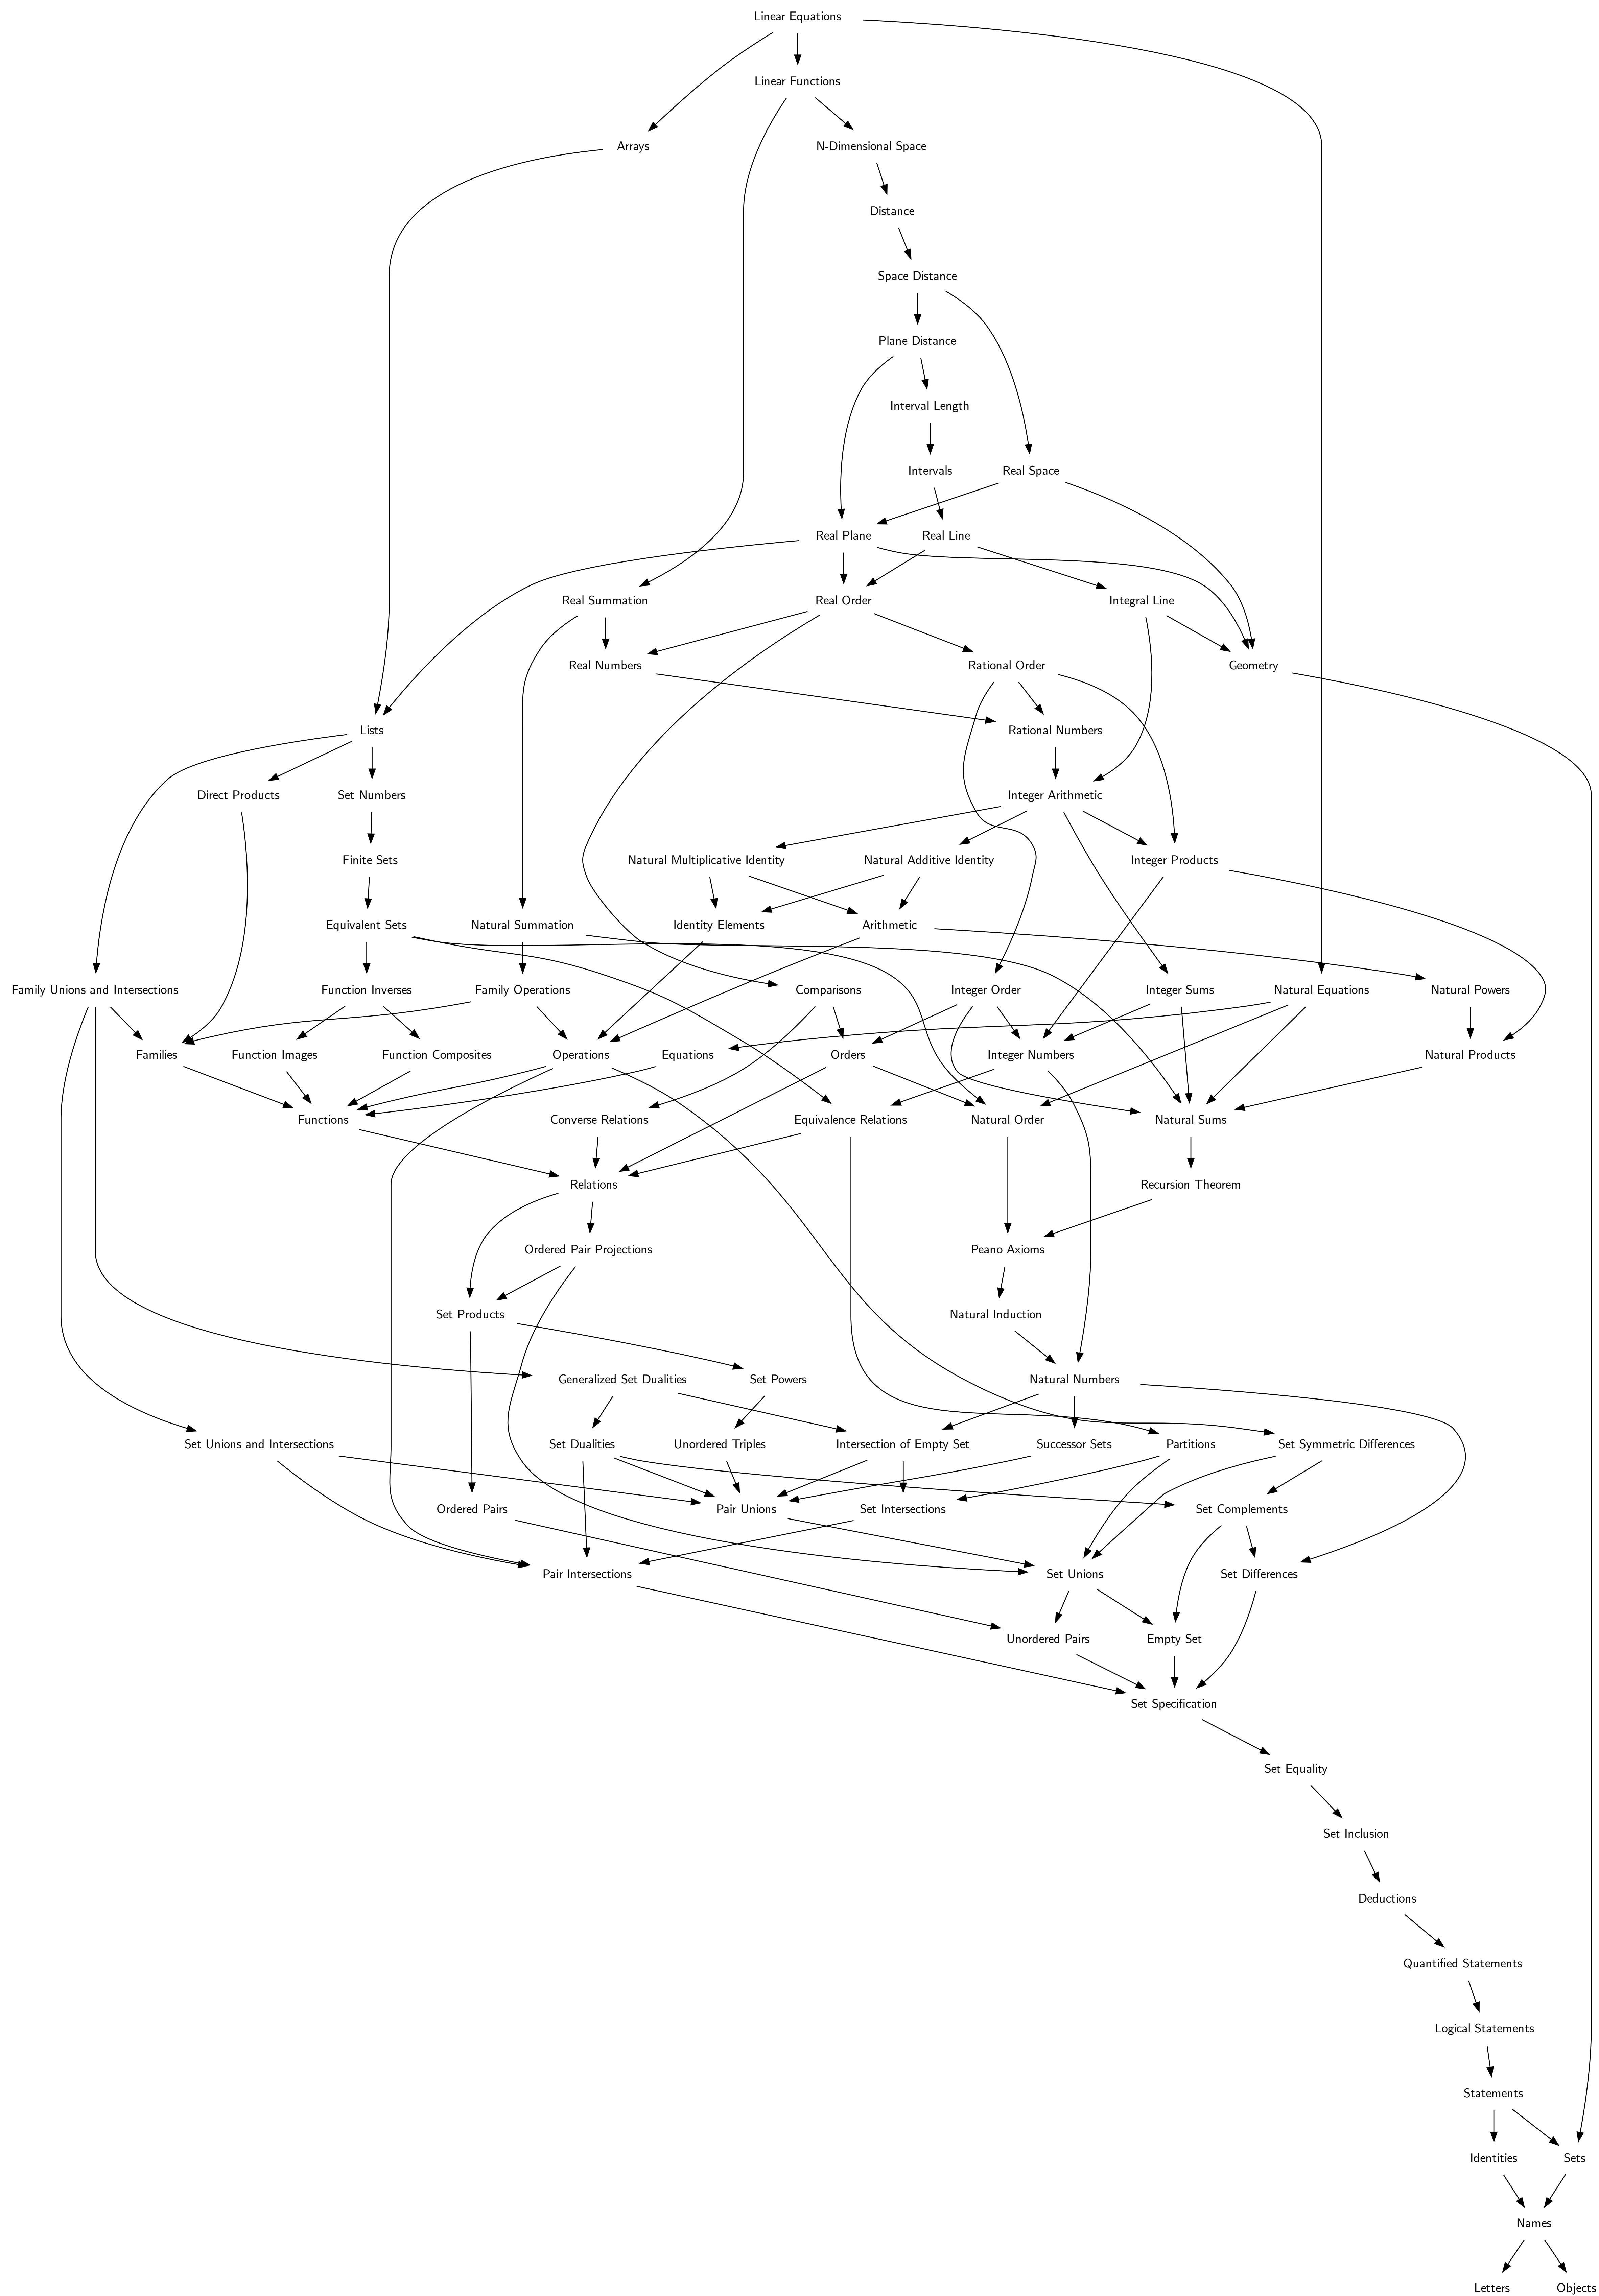 Linear Equations
Linear Functions
Arrays
N-Dimensional Space
Distance
Space Distance
Plane Distance
Interval Length
Intervals
Real Space
Real Plane
Real Line
Real Summation
Real Order
Integral Line
Real Numbers
Rational Order
Geometry
Lists
Rational Numbers
Direct Products
Set Numbers
Integer Arithmetic
Finite Sets
Natural Multiplicative Identity
Natural Additive Identity
Integer Products
Equivalent Sets
Natural Summation
Identity Elements
Arithmetic
Family Unions and Intersections
Function Inverses
Family Operations
Comparisons
Integer Order
Integer Sums
Natural Equations
Natural Powers
Families
Function Images
Function Composites
Operations
Equations
Orders
Integer Numbers
Natural Products
Functions
Converse Relations
Equivalence Relations
Natural Order
Natural Sums
Relations
Recursion Theorem
Ordered Pair Projections
Peano Axioms
Set Products
Natural Induction
Generalized Set Dualities
Set Powers
Natural Numbers
Set Unions and Intersections
Set Dualities
Unordered Triples
Intersection of Empty Set
Successor Sets
Partitions
Set Symmetric Differences
Ordered Pairs
Pair Unions
Set Intersections
Set Complements
Pair Intersections
Set Unions
Set Differences
Unordered Pairs
Empty Set
Set Specification
Set Equality
Set Inclusion
Deductions
Quantified Statements
Logical Statements
Statements
Identities
Sets
Names
Letters
Objects